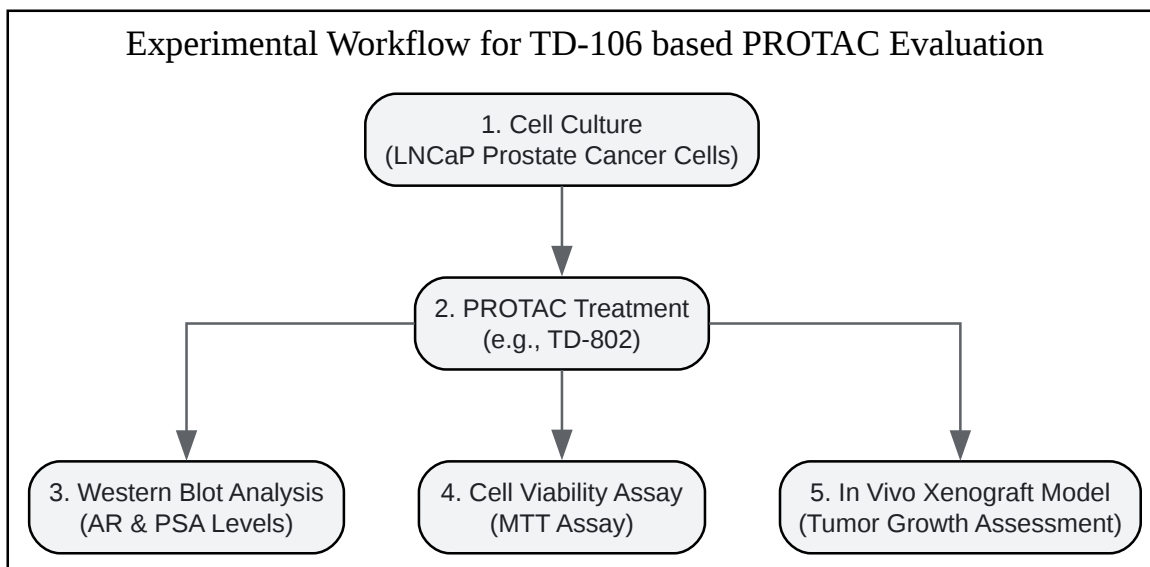 Experimental Workflow for TD-106 based PROTAC Evaluation
1. Cell Culture
(LNCaP Prostate Cancer Cells)
2. PROTAC Treatment
(e.g., TD-802)
3. Western Blot Analysis
(AR & PSA Levels)
4. Cell Viability Assay
(MTT Assay)
5. In Vivo Xenograft Model
(Tumor Growth Assessment)